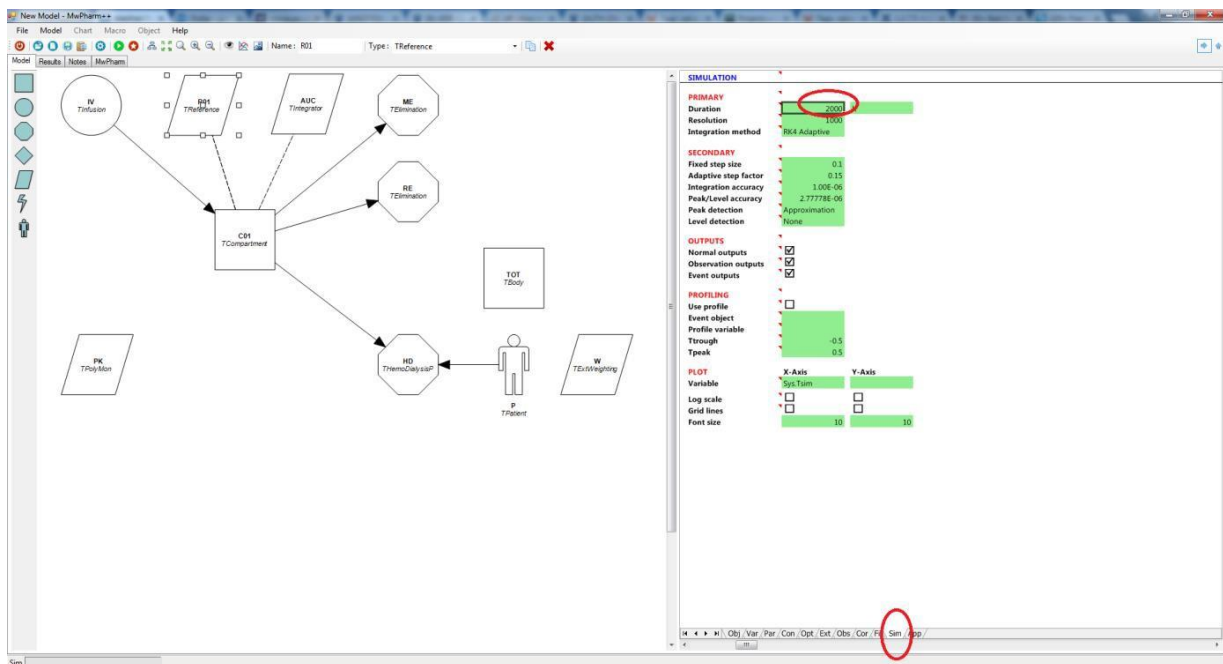 New Model - MwPharm++
File Model Chart Macro Object Help
Name: R01 Type: TReference
Model Results Notes MwPharm
IV
TInfusion
R01
TReference
AUC
TIntegrator
ME
TElimination
RE
TElimination
C01
TCompartment
TOT
TBody
PK
TPolyMon
HD
THemoDialysisP
P
TPatient
W
TExtWeighting
SIMULATION
PRIMARY
Duration 2000
Resolution 1000
Integration method RK4 Adaptive
SECONDARY
Fixed step size 0.1
Adaptive step factor 0.15
Integration accuracy 1.00E-06
Peak/Level accuracy 2.77778E-06
Peak detection Approximation
Level detection None
OUTPUTS
Normal outputs
Observation outputs
Event outputs
PROFILING
Use profile
Event object
Profile variable
Ttrough -0.5
Tpeak 0.5
PLOT X-Axis Y-Axis
Variable Sys.Tsim
Log scale
Grid lines
Font size 10 10
Obj Var Par Con Opt Ext Obs Cor Sim App
Sim